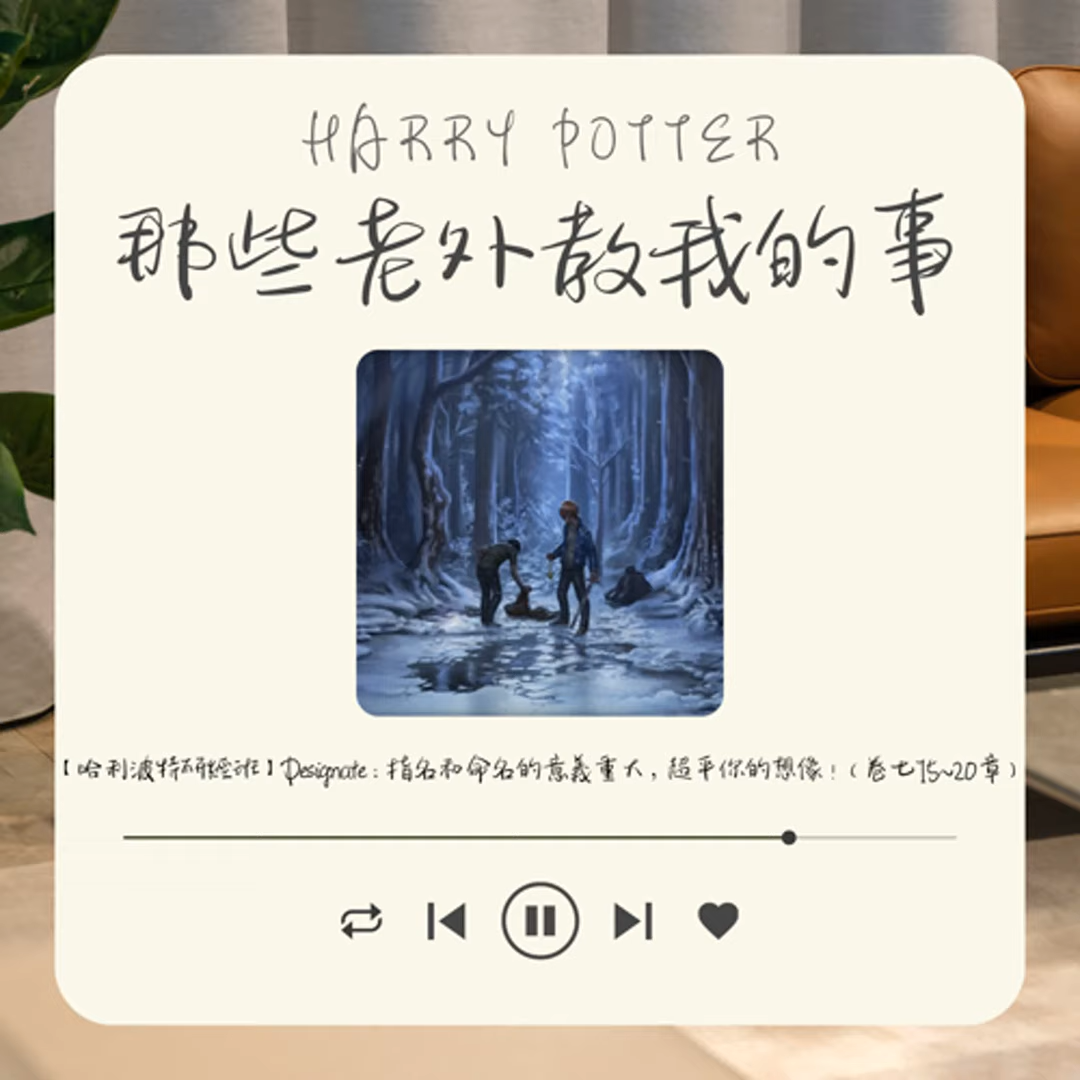 HARRY POTTER
那些老外教我的事
【哈利波特研經班】Designate：指名和命名的意義重大，超乎你的想像！（卷七15~20章）